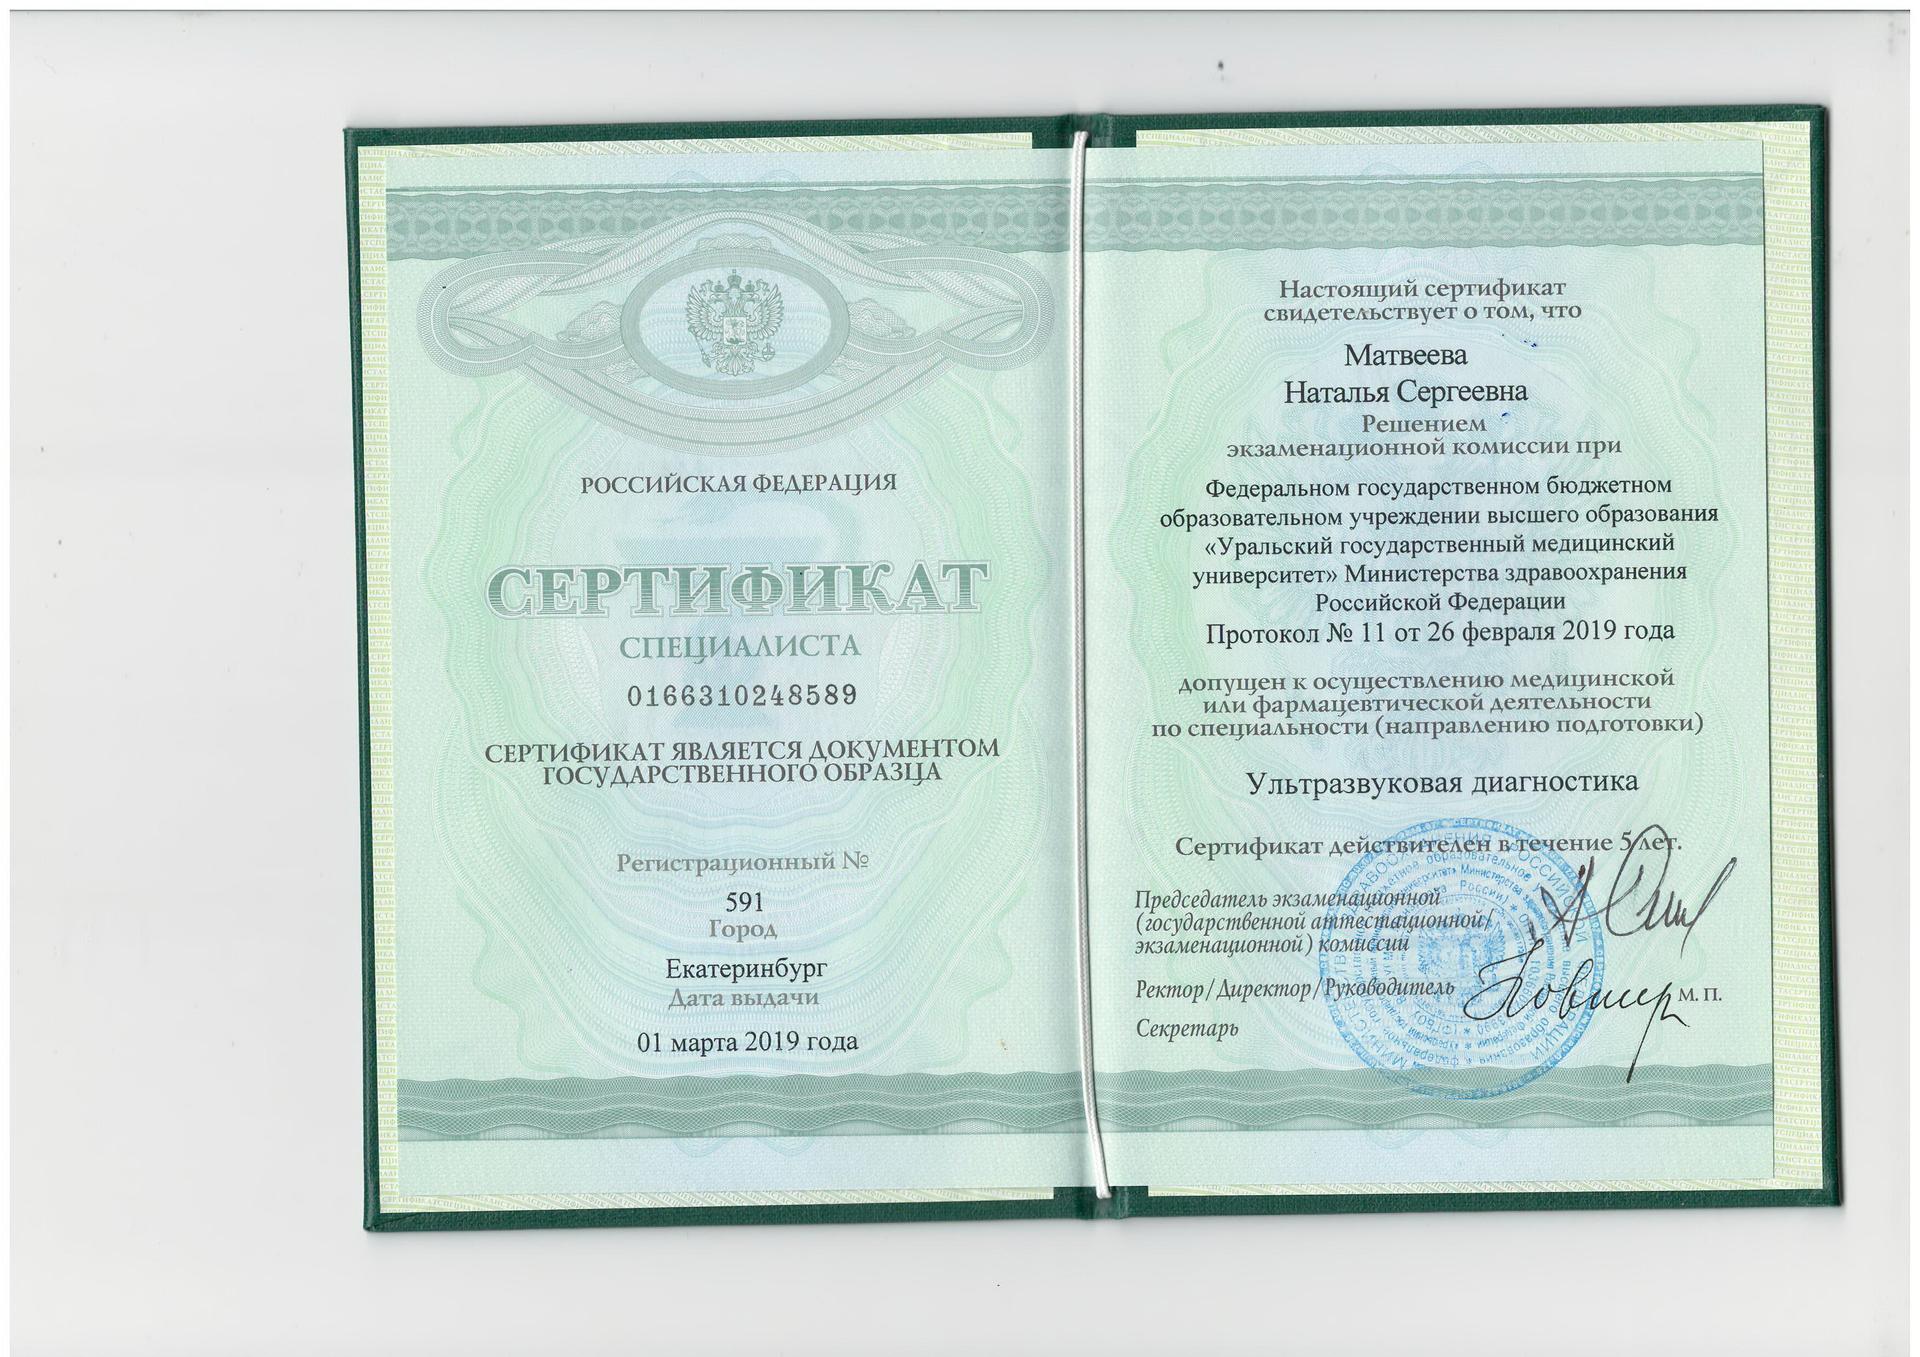 РОССИЙСКАЯ ФЕДЕРАЦИЯ
СЕРТИФИКАТ
СПЕЦИАЛИСТА
0166310248589
СЕРТИФИКАТ ЯВЛЯЕТСЯ ДОКУМЕНТОМ
ГОСУДАРСТВЕННОГО ОБРАЗЦА
Регистрационный №
591
Город
Екатеринбург
Дата выдачи
01 марта 2019 года
Настоящий сертификат
свидетельствует о том, что
Матвеева
Наталья Сергеевна
Решением
экзаменационной комиссии при
Федеральном государственном бюджетном
образовательном учреждении высшего образования
«Уральский государственный медицинский
университет» Министерства здравоохранения
Российской Федерации
Протокол № 11 от 26 февраля 2019 года
допущен к осуществлению медицинской
или фармацевтической деятельности
по специальности (направлению подготовки)
Ультразвуковая диагностика
Сертификат действителен в течение 5 лет.
Председатель экзаменационной
(государственной аттестационной/
экзаменационной) комиссии
Ректор/Директор/Руководитель
М. П.
Секретарь